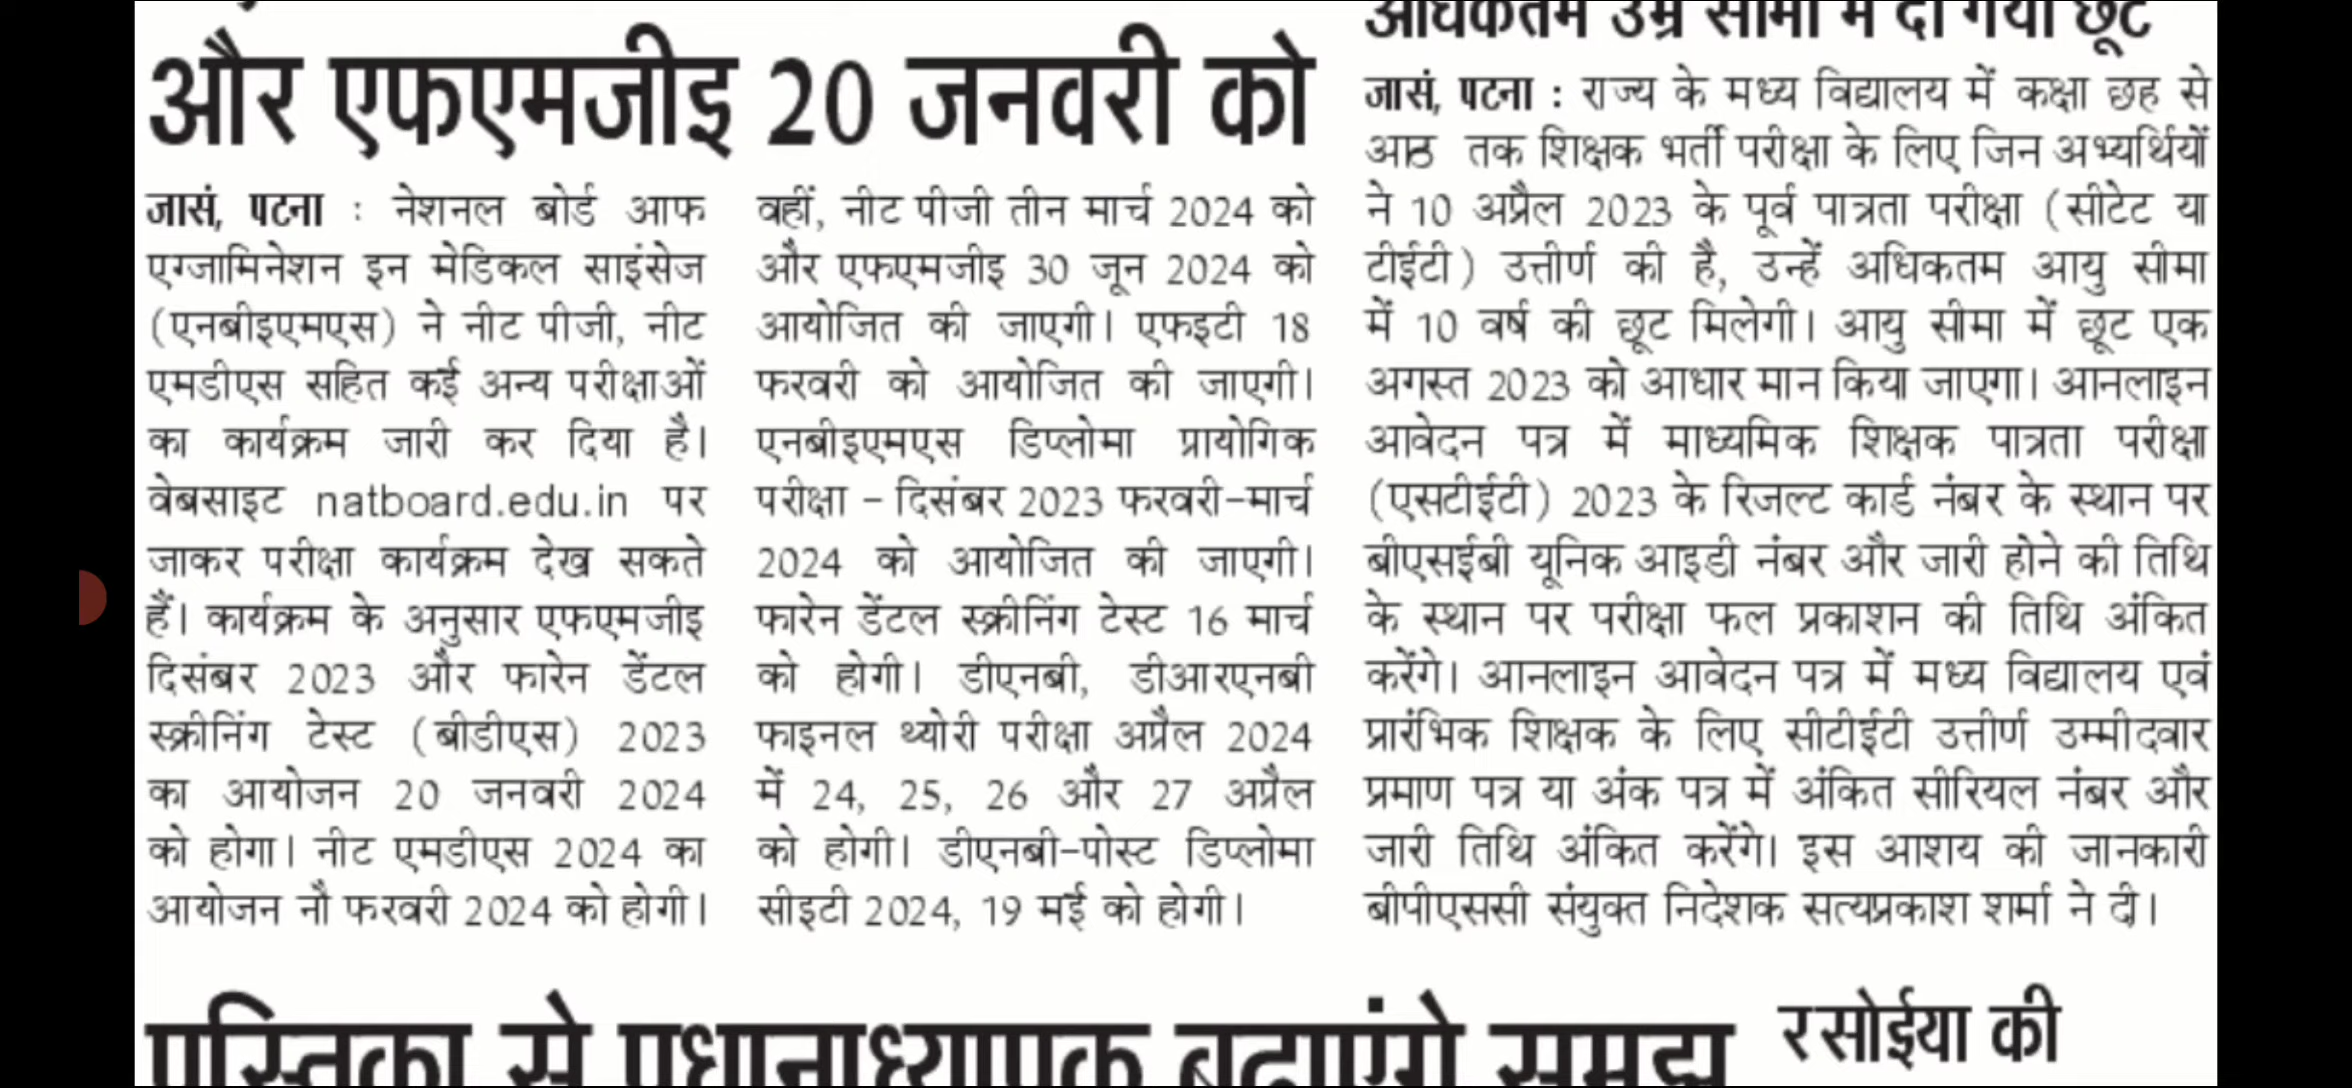 और एफएमजीइ 20 जनवरी को
जासं, पटना : नेशनल बोर्ड आफ
एग्जामिनेशन इन मेडिकल साइंसेज
(एनबीइएमएस) ने नीट पीजी, नीट
एमडीएस सहित कई अन्य परीक्षाओं
का कार्यक्रम जारी कर दिया है।
वेबसाइट natboard.edu.in पर
जाकर परीक्षा कार्यक्रम देख सकते
हैं। कार्यक्रम के अनुसार एफएमजीइ
दिसंबर 2023 और फारेन डेंटल
स्क्रीनिंग टेस्ट (बीडीएस) 2023
का आयोजन 20 जनवरी 2024
को होगा। नीट एमडीएस 2024 का
आयोजन नौ फरवरी 2024 को होगी।
वहीं, नीट पीजी तीन मार्च 2024 को
और एफएमजीइ 30 जून 2024 को
आयोजित की जाएगी। एफइटी 18
फरवरी को आयोजित की जाएगी।
एनबीइएमएस डिप्लोमा प्रायोगिक
परीक्षा - दिसंबर 2023 फरवरी-मार्च
2024 को आयोजित की जाएगी।
फारेन डेंटल स्क्रीनिंग टेस्ट 16 मार्च
को होगी। डीएनबी, डीआरएनबी
फाइनल थ्योरी परीक्षा अप्रैल 2024
में 24, 25, 26 और 27 अप्रैल
को होगी। डीएनबी-पोस्ट डिप्लोमा
सीइटी 2024, 19 मई को होगी।
अधिकतम उम्र सीमा में दी गयी छूट
जासं, पटना : राज्य के मध्य विद्यालय में कक्षा छह से
आठ तक शिक्षक भर्ती परीक्षा के लिए जिन अभ्यर्थियों
ने 10 अप्रैल 2023 के पूर्व पात्रता परीक्षा (सीटेट या
टीईटी) उत्तीर्ण की है, उन्हें अधिकतम आयु सीमा
में 10 वर्ष की छूट मिलेगी। आयु सीमा में छूट एक
अगस्त 2023 को आधार मान किया जाएगा। आनलाइन
आवेदन पत्र में माध्यमिक शिक्षक पात्रता परीक्षा
(एसटीईटी) 2023 के रिजल्ट कार्ड नंबर के स्थान पर
बीएसईबी यूनिक आइडी नंबर और जारी होने की तिथि
के स्थान पर परीक्षा फल प्रकाशन की तिथि अंकित
करेंगे। आनलाइन आवेदन पत्र में मध्य विद्यालय एवं
प्रारंभिक शिक्षक के लिए सीटीईटी उत्तीर्ण उम्मीदवार
प्रमाण पत्र या अंक पत्र में अंकित सीरियल नंबर और
जारी तिथि अंकित करेंगे। इस आशय की जानकारी
बीपीएससी संयुक्त निदेशक सत्यप्रकाश शर्मा ने दी।
पुस्तिका से प्रधानाध्यापक बढ़ाएंगे समझ
रसोईया की